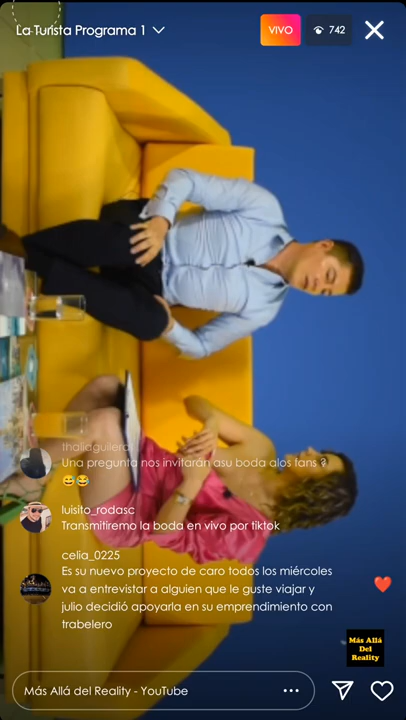 La Turista Programa 1
VIVO
742
thaliaguilera
Una pregunta nos invitarán asu boda alos fans ?
😅😂
luisito_rodasc
Transmitiremo la boda en vivo por tiktok
celia_0225
Es su nuevo proyecto de caro todos los miércoles
va a entrevistar a alguien que le guste viajar y
julio decidió apoyarla en su emprendimiento con
trabelero
Más Allá
Del
Reality
Más Allá del Reality - YouTube